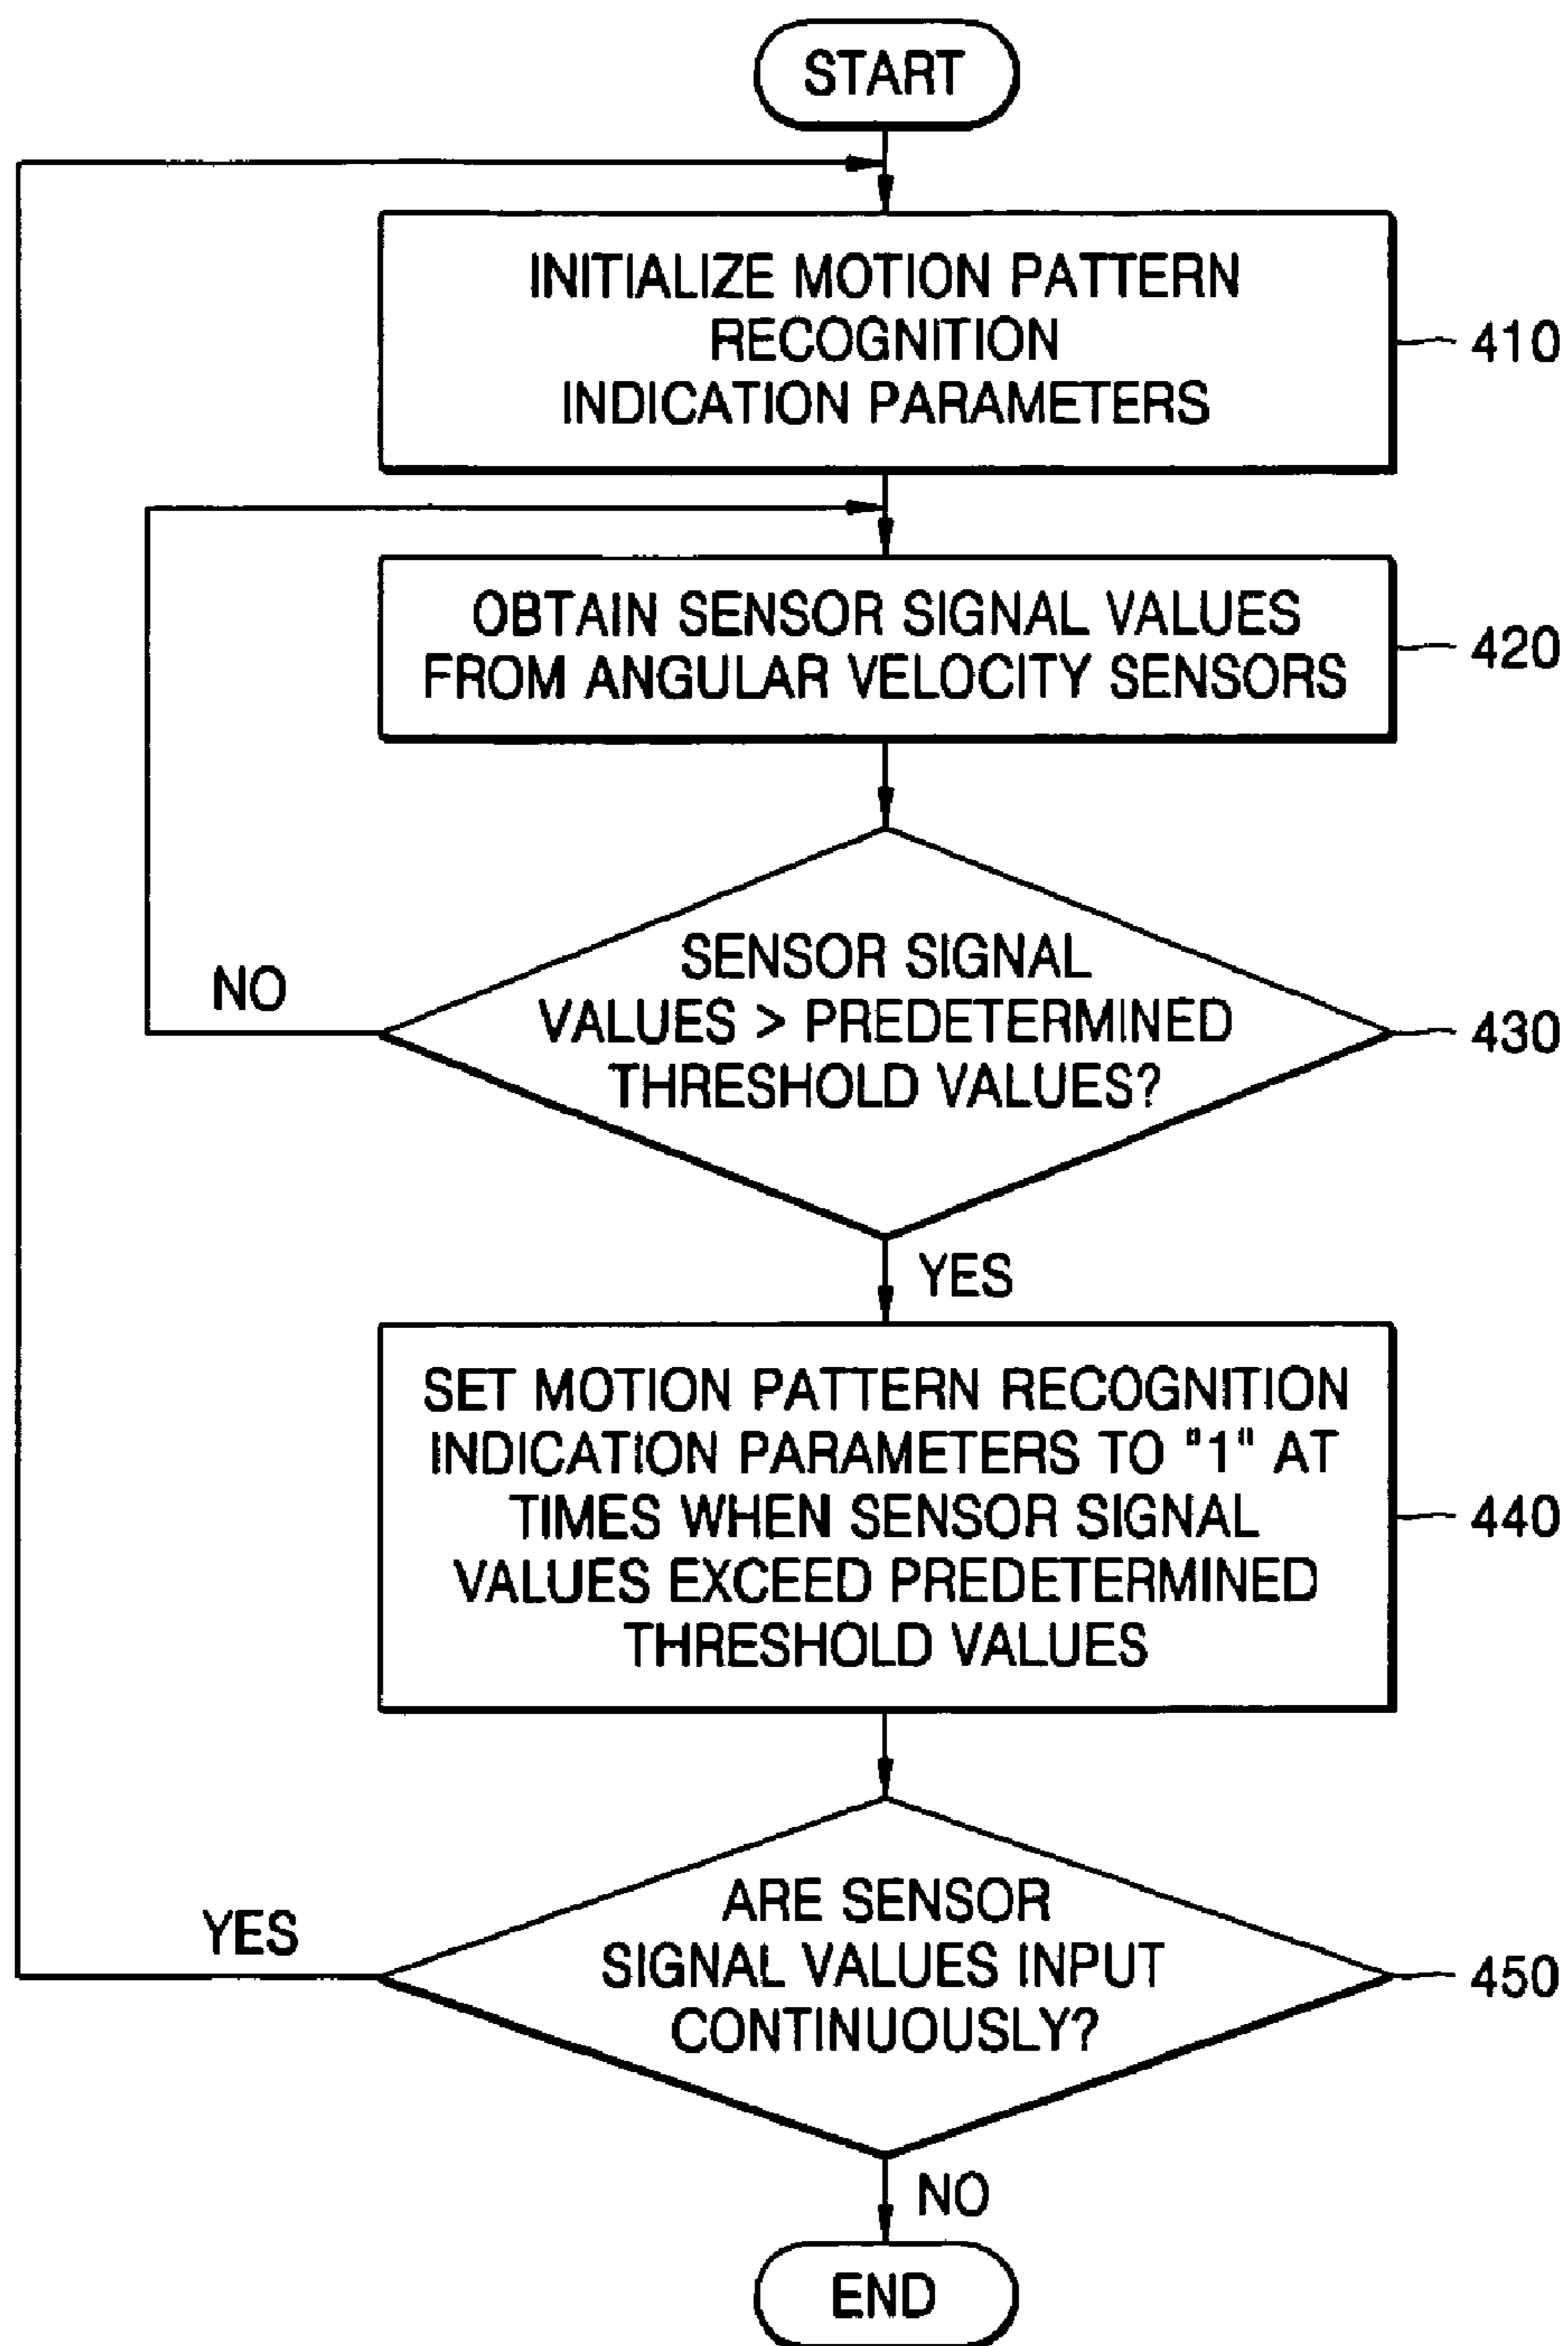 START
INITIALIZE MOTION PATTERN
RECOGNITION
INDICATION PARAMETERS
410
OBTAIN SENSOR SIGNAL VALUES
FROM ANGULAR VELOCITY SENSORS
420
SENSOR SIGNAL
VALUES > PREDETERMINED
THRESHOLD VALUES?
430
NO
YES
SET MOTION PATTERN RECOGNITION
INDICATION PARAMETERS TO "1" AT
TIMES WHEN SENSOR SIGNAL
VALUES EXCEED PREDETERMINED
THRESHOLD VALUES
440
ARE SENSOR
SIGNAL VALUES INPUT
CONTINUOUSLY?
450
YES
NO
END